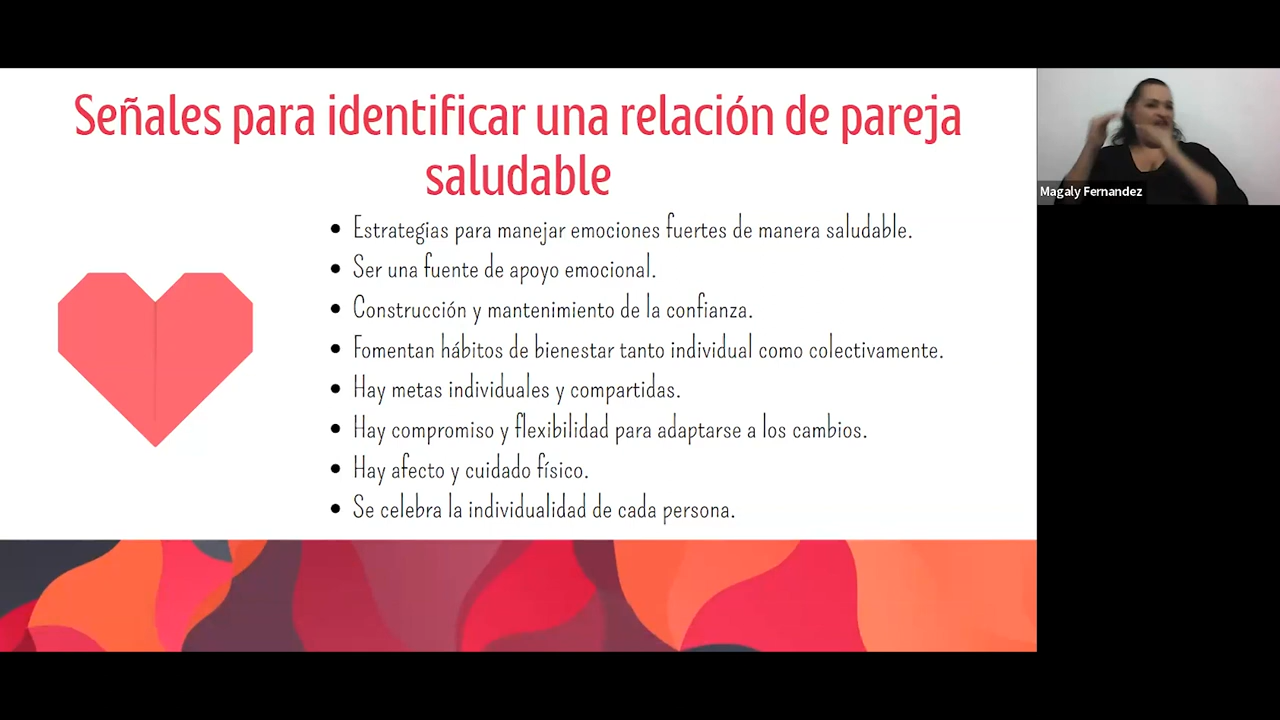 Señales para identificar una relación de pareja
saludable
• Estrategias para manejar emociones fuertes de manera saludable.
• Ser una fuente de apoyo emocional.
• Construcción y mantenimiento de la confianza.
• Fomentan hábitos de bienestar tanto individual como colectivamente.
• Hay metas individuales y compartidas.
• Hay compromiso y flexibilidad para adaptarse a los cambios.
• Hay afecto y cuidado físico.
• Se celebra la individualidad de cada persona.
Magaly Fernandez